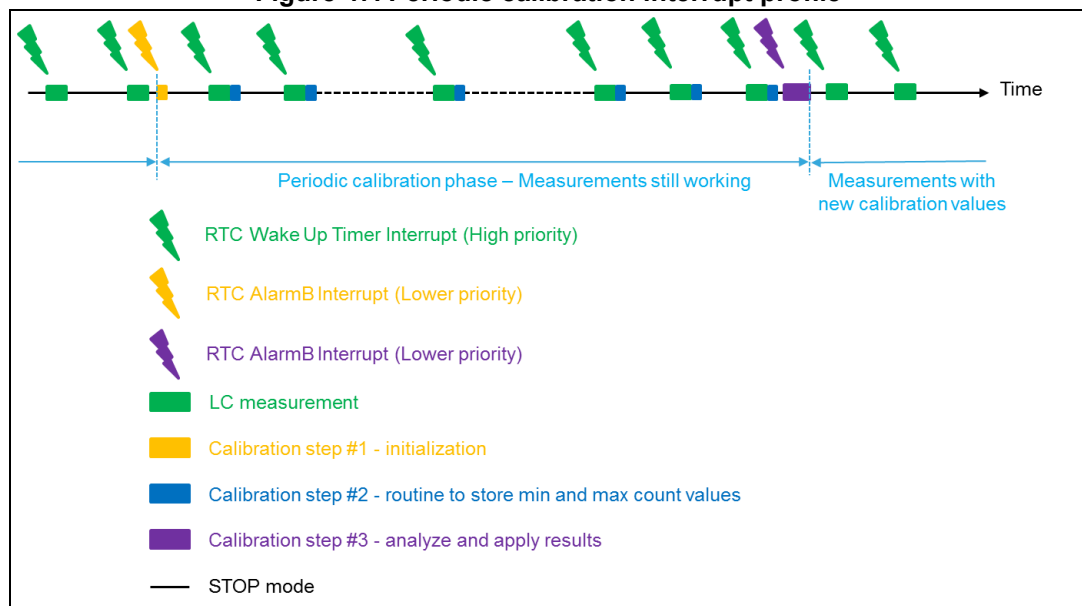 Time
Periodic calibration phase – Measurements still working
Measurements with
new calibration values
RTC Wake Up Timer Interrupt (High priority)
RTC AlarmB Interrupt (Lower priority)
RTC AlarmB Interrupt (Lower priority)
LC measurement
Calibration step #1 - initialization
Calibration step #2 - routine to store min and max count values
Calibration step #3 - analyze and apply results
STOP mode